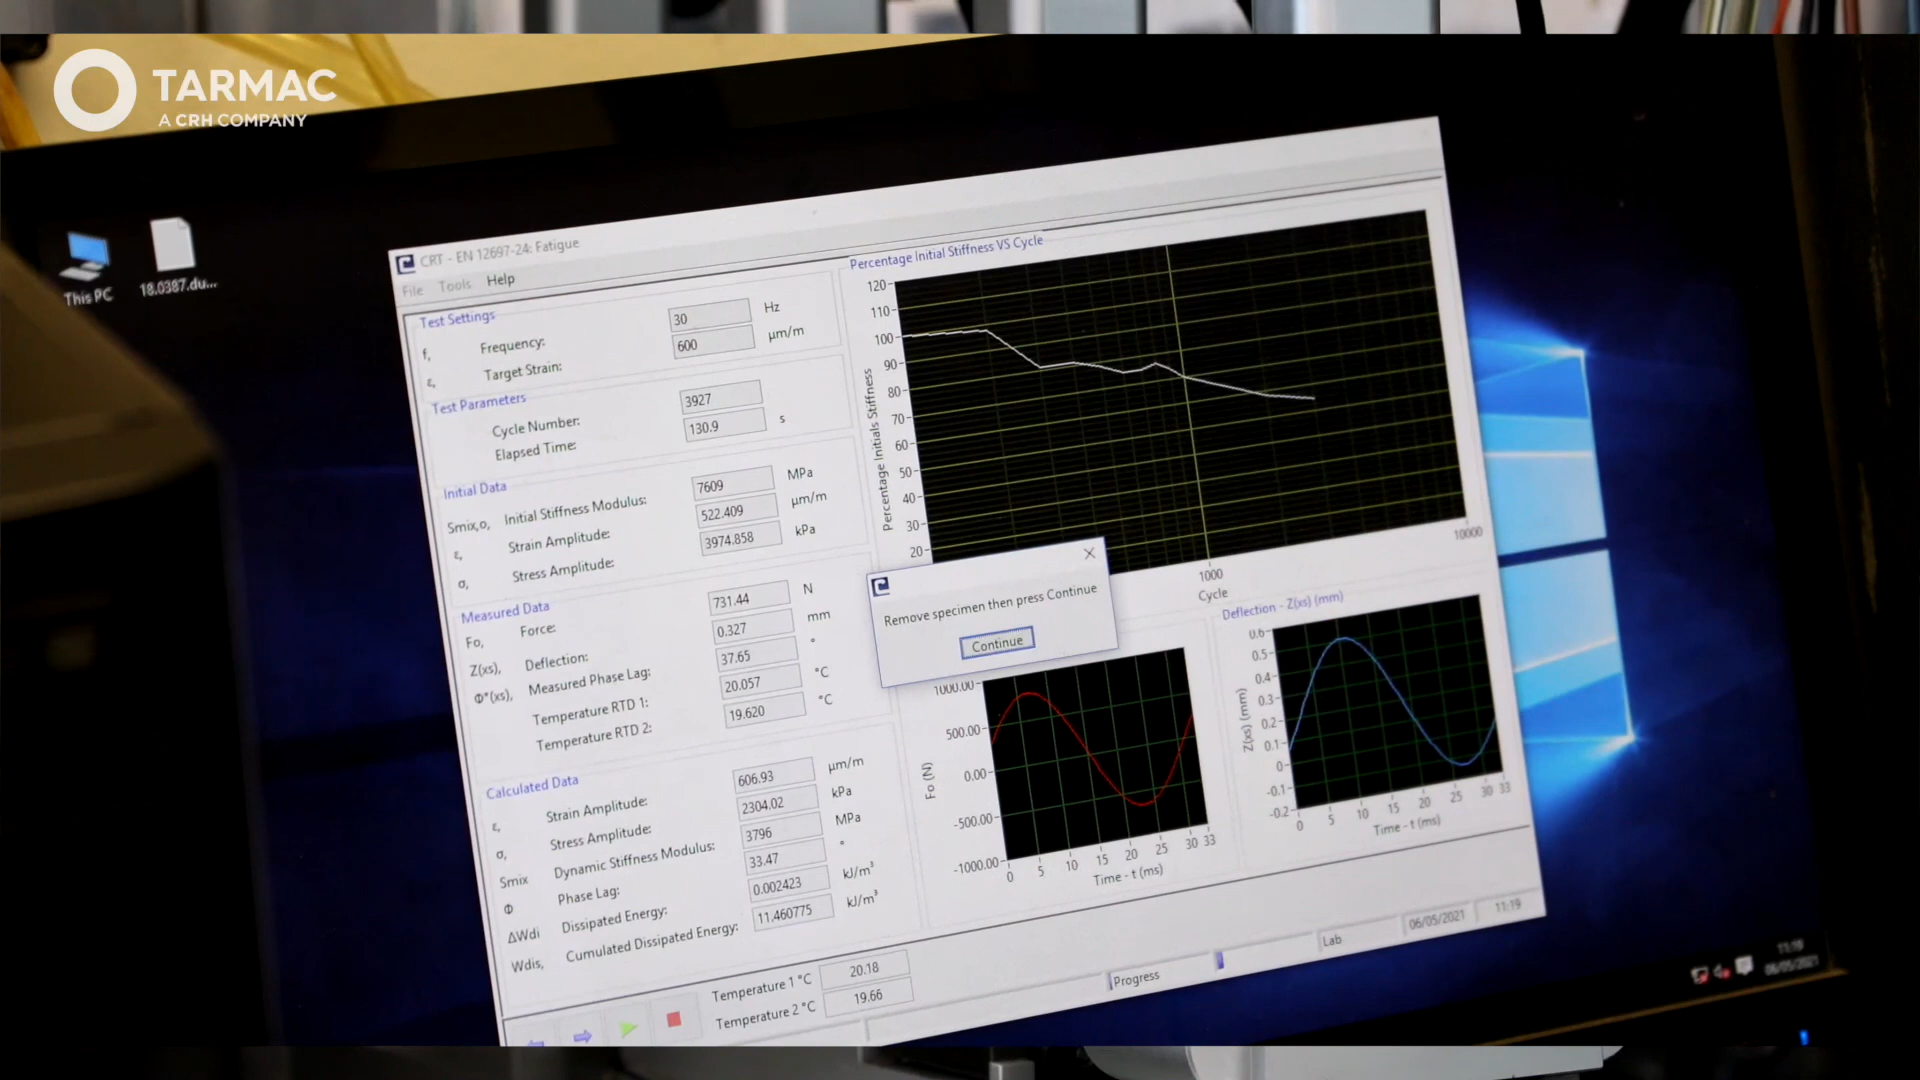 TARMAC
A CRH COMPANY
This PC
18.0387.du...
CRT - EN 12697-24: Fatigue
File Tools Help
Test Settings
f, Frequency: 30 Hz
ε, Target Strain: 600 µm/m
Test Parameters
Cycle Number: 3927
Elapsed Time: 130.9 s
Initial Data
Smix,o, Initial Stiffness Modulus: 7609 MPa
ε, Strain Amplitude: 522.409 µm/m
σ, Stress Amplitude: 3974.858 kPa
Measured Data
Fo, Force: 731.44 N
Z(xs), Deflection: 0.327 mm
Φ*(xs), Measured Phase Lag: 37.65 °
Temperature RTD 1: 20.057 °C
Temperature RTD 2: 19.620 °C
Calculated Data
ε, Strain Amplitude: 606.93 µm/m
σ, Stress Amplitude: 2304.02 kPa
Smix Dynamic Stiffness Modulus: 3796 MPa
Φ Phase Lag: 33.47 °
ΔWdi Dissipated Energy: 0.002423 kJ/m³
Wdis, Cumulated Dissipated Energy: 11.460775 kJ/m³
Temperature 1 °C 20.18
Temperature 2 °C 19.66
Percentage Initial Stiffness VS Cycle
Percentage Initials Stiffness
120
110
100
90
80
70
60
50
40
30
20
1000
10000
Cycle
Remove specimen then press Continue
Continue
1000.00
500.00
0.00
-500.00
-1000.00
Fo (N)
0 5 10 15 20 25 30 33
Time - t (ms)
Deflection - Z(xs) (mm)
Z(xs) (mm)
0.6
0.5
0.4
0.3
0.2
0.1
0
-0.1
-0.2
0 5 10 15 20 25 30 33
Time - t (ms)
Progress
Lab
06/05/2021
11:19
11:19
06/05/2021